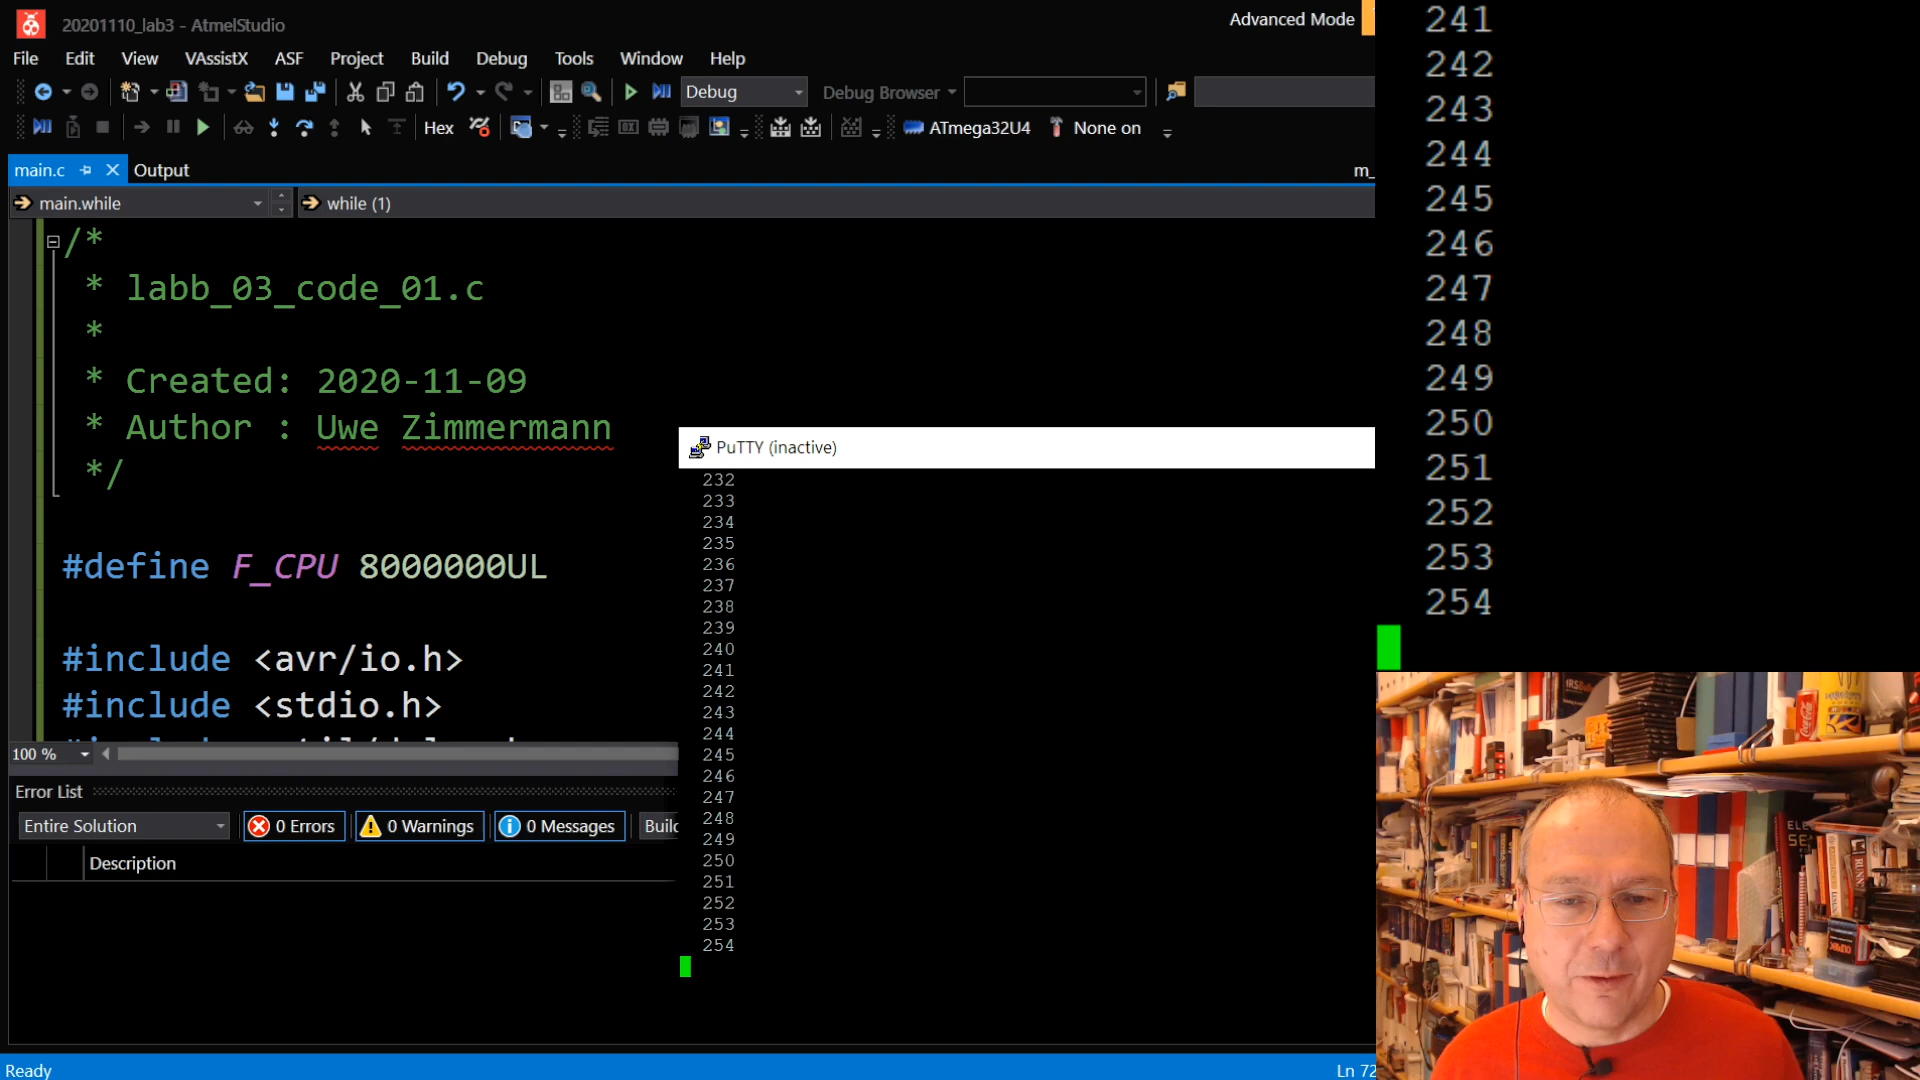 20201110_lab3 - AtmelStudio
Advanced Mode
File Edit View VAssistX ASF Project Build Debug Tools Window Help
Debug Debug Browser
Hex ATmega32U4 None on
main.c Output m_
main.while while (1)
/*
* labb_03_code_01.c
*
* Created: 2020-11-09
* Author : Uwe Zimmermann
*/
#define F_CPU 8000000UL
#include <avr/io.h>
#include <stdio.h>
100 %
Error List
Entire Solution 0 Errors 0 Warnings 0 Messages Build
Description
Ready Ln 72
PuTTY (inactive)
232
233
234
235
236
237
238
239
240
241
242
243
244
245
246
247
248
249
250
251
252
253
254
241
242
243
244
245
246
247
248
249
250
251
252
253
254